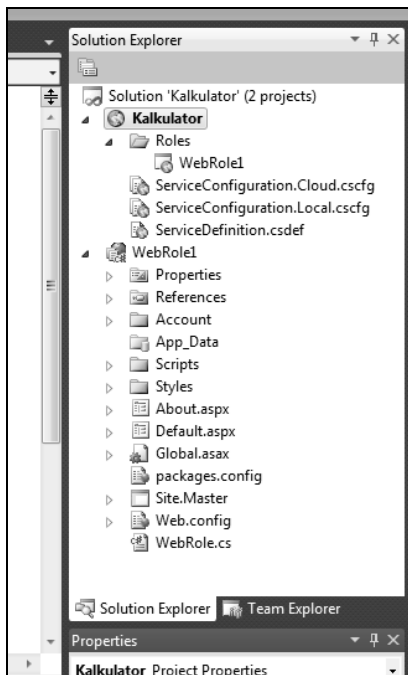 Solution Explorer
Solution 'Kalkulator' (2 projects)
Kalkulator
Roles
WebRole1
ServiceConfiguration.Cloud.cscfg
ServiceConfiguration.Local.cscfg
ServiceDefinition.csdef
WebRole1
Properties
References
Account
App_Data
Scripts
Styles
About.aspx
Default.aspx
Global.asax
packages.config
Site.Master
Web.config
WebRole.cs
Solution Explorer Team Explorer
Properties
Kalkulator Project Properties